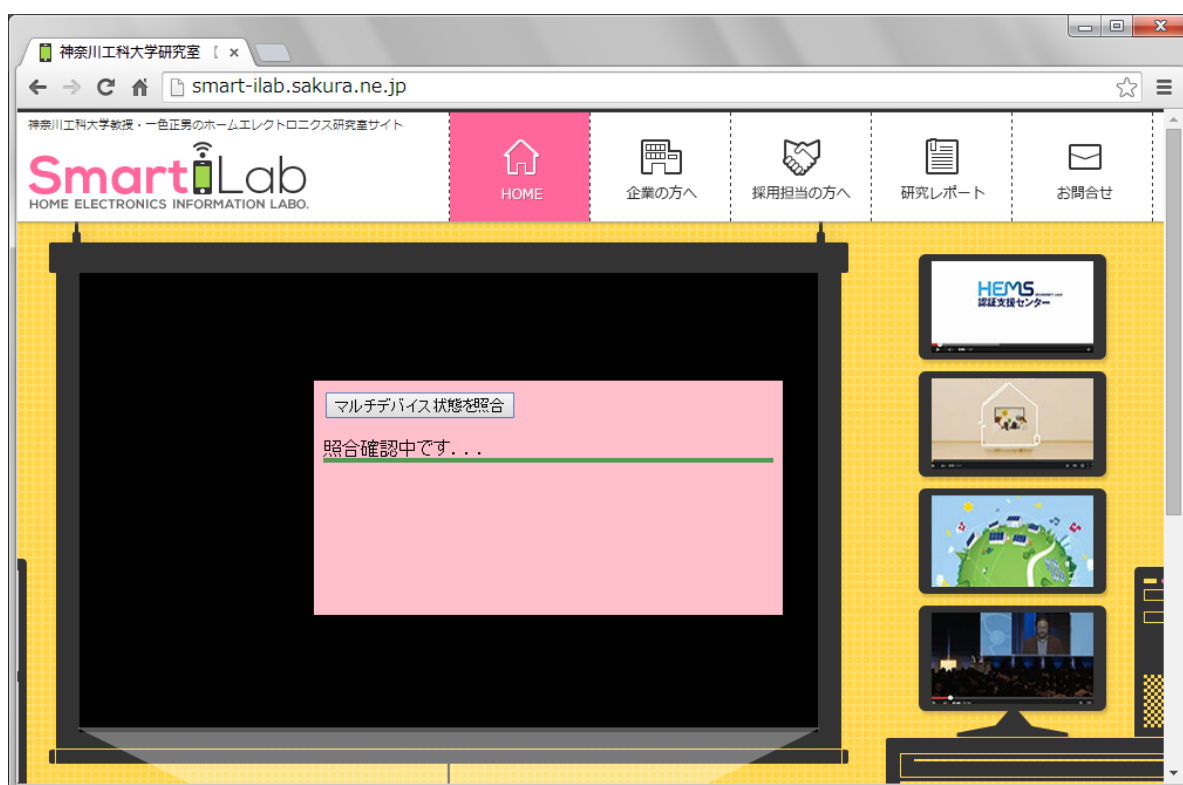 神奈川工科大学研究室 【
smart-ilab.sakura.ne.jp
神奈川工科大学教授・一色正男のホームエレクトロニクス研究室サイト
Smart iLab
HOME ELECTRONICS INFORMATION LABO.
HOME
企業の方へ
採用担当の方へ
研究レポート
お問合せ
HEMS
認証支援センター
マルチデバイス状態を照合
照合確認中です...